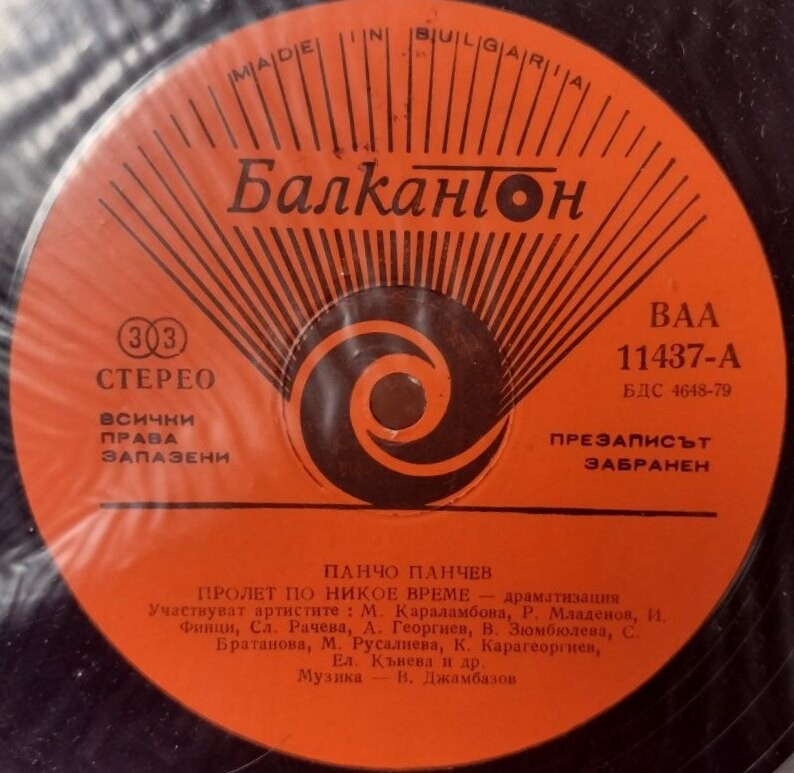 MADE IN BULGARIA
Балкантон
33
СТЕРЕО
ВАА
11437-А
БДС 4648-79
ВСИЧКИ
ПРАВА
ЗАПАЗЕНИ
ПРЕЗАПИСЪТ
ЗАБРАНЕН
ПАНЧО ПАНЧЕВ
ПРОЛЕТ ПО НИКОЕ ВРЕМЕ — драматизация
Участвуват артистите : М. Караламбова, Р. Младенов, И.
Финци, Сл. Рачева, А. Георгиев, В. Зюмбюлева, С.
Братанова, М. Русалиева, К. Карагеоргиев,
Ел. Кънева и др.
Музика — В. Джамбазов